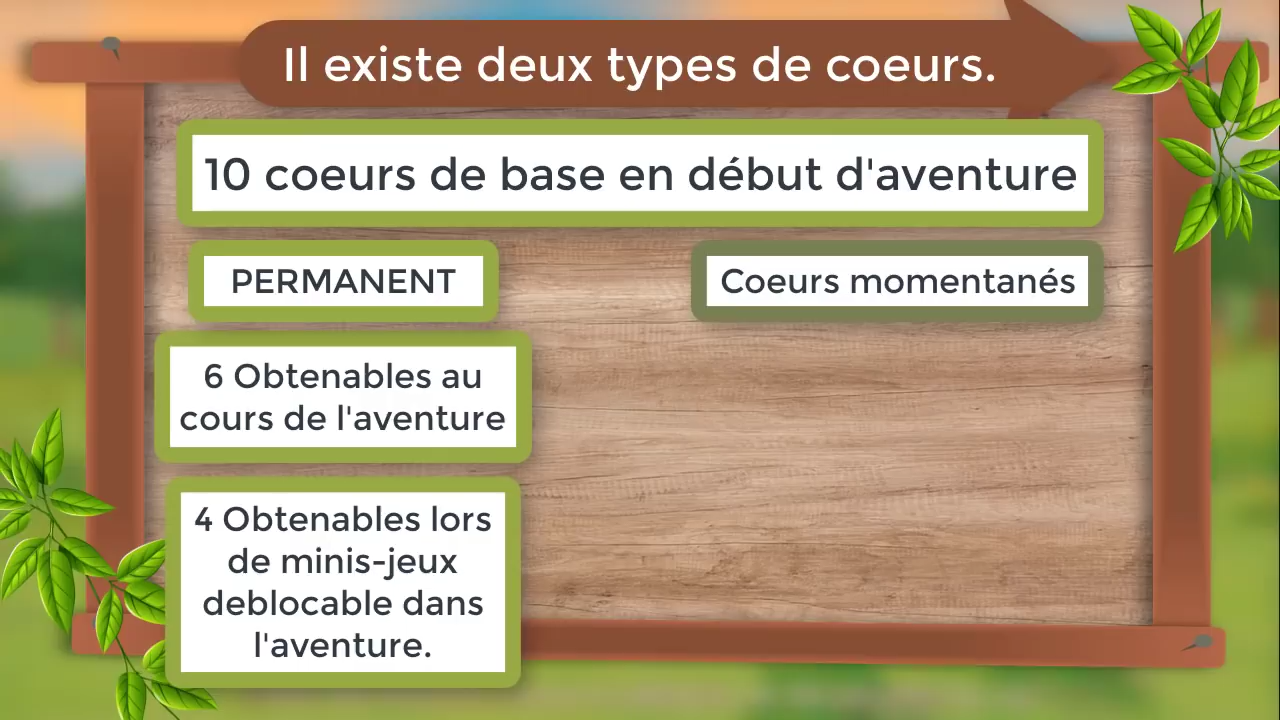 Il existe deux types de coeurs.
10 coeurs de base en début d'aventure
PERMANENT
Coeurs momentanés
6 Obtenables au
cours de l'aventure
4 Obtenables lors
de minis-jeux
deblocable dans
l'aventure.